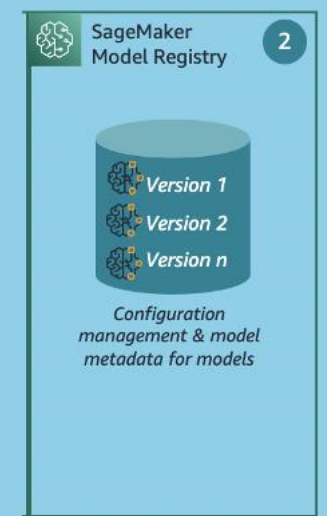 SageMaker
Model Registry
2
Version 1
Version 2
Version n
Configuration
management & model
metadata for models